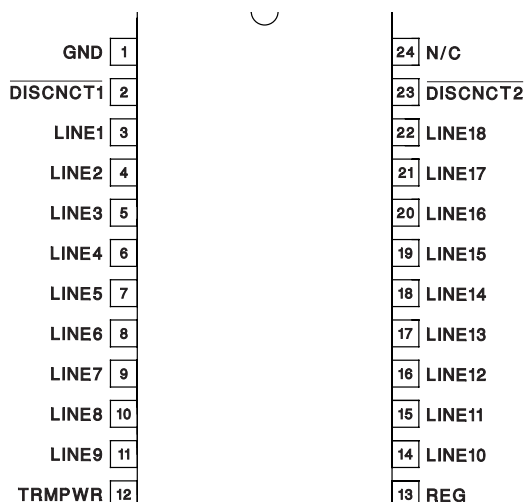 GND 1 24 N/C
DISCNCT1 2 23 DISCNCT2
LINE1 3 22 LINE18
LINE2 4 21 LINE17
LINE3 5 20 LINE16
LINE4 6 19 LINE15
LINE5 7 18 LINE14
LINE6 8 17 LINE13
LINE7 9 16 LINE12
LINE8 10 15 LINE11
LINE9 11 14 LINE10
TRMPWR 12 13 REG